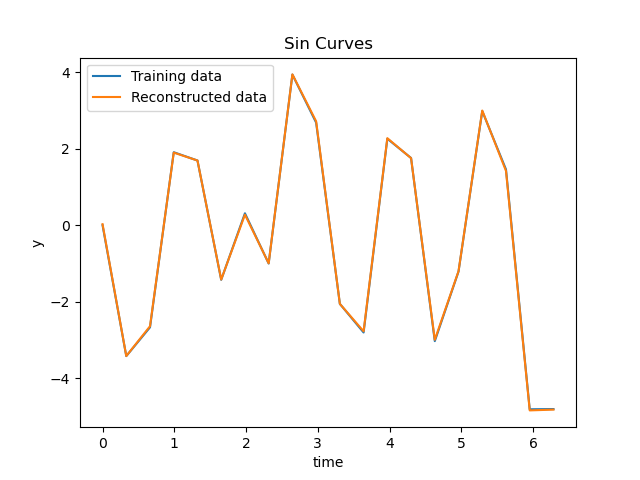 Sin Curves
Training data
Reconstructed data
4
2
0
−2
−4
y
0 1 2 3 4 5 6
time